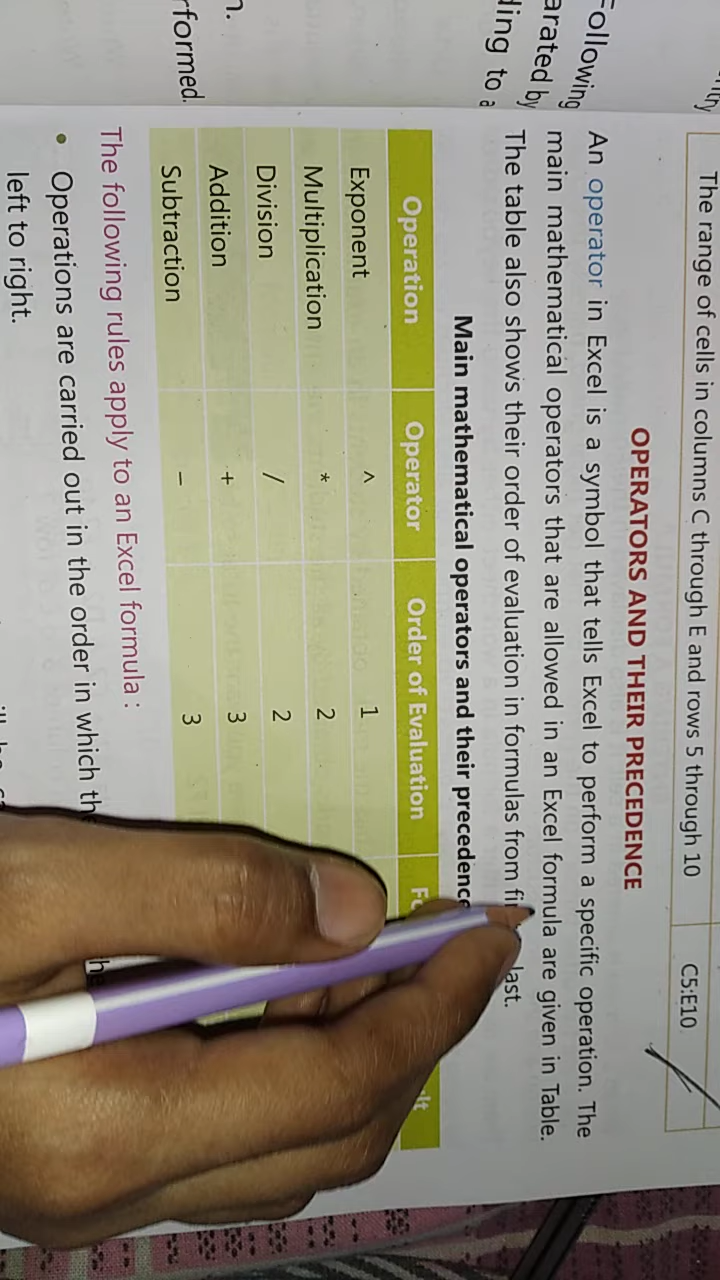 The range of cells in columns C through E and rows 5 through 10 C5:E10
OPERATORS AND THEIR PRECEDENCE
An operator in Excel is a symbol that tells Excel to perform a specific operation. The
main mathematical operators that are allowed in an Excel formula are given in Table.
The table also shows their order of evaluation in formulas from last.
Main mathematical operators and their precedence
Operation Operator Order of Evaluation
Exponent ^ 1
Multiplication * 2
Division / 2
Addition + 3
Subtraction – 3
The following rules apply to an Excel formula :
• Operations are carried out in the order in which
left to right.
Following
by
ding to